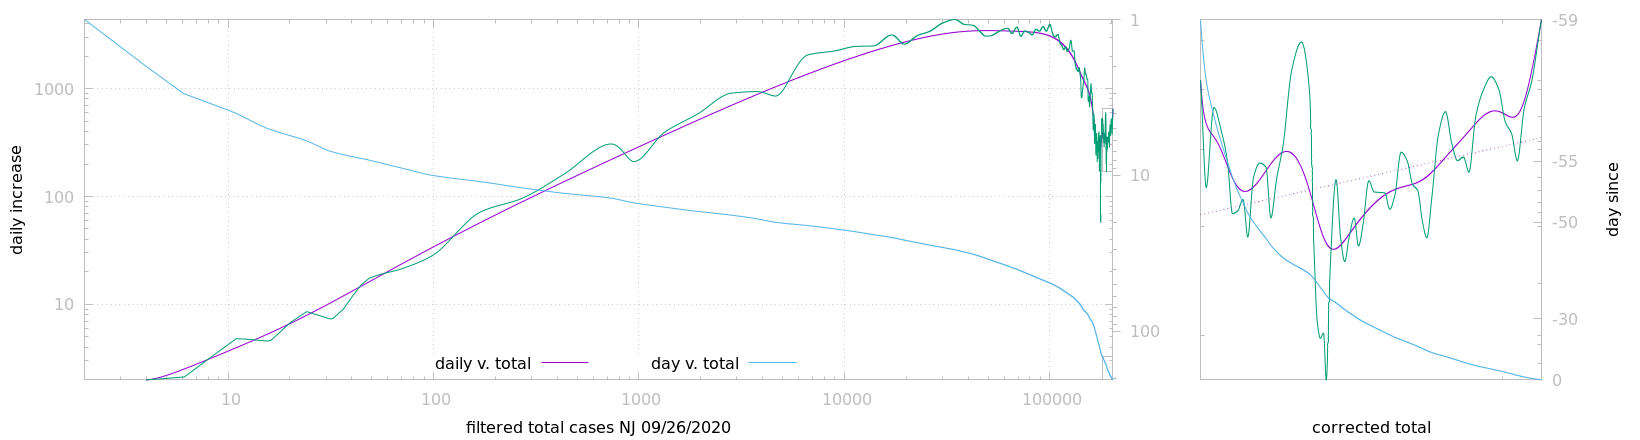 daily increase
1000
100
10
10
100
1000
10000
100000
1
10
100
daily v. total
day v. total
filtered total cases NJ 09/26/2020
-59
-55
-50
-30
0
day since
corrected total